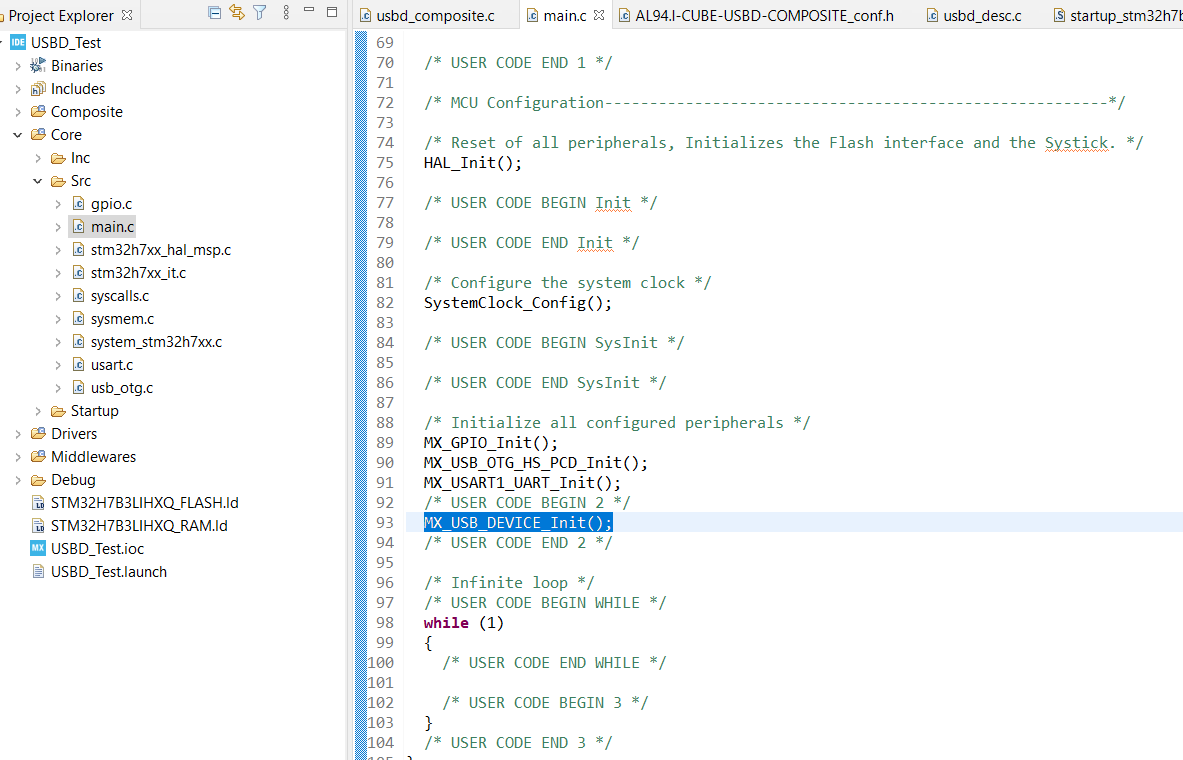 Project Explorer
USBD_Test
Binaries
Includes
Composite
Core
Inc
Src
gpio.c
main.c
stm32h7xx_hal_msp.c
stm32h7xx_it.c
syscalls.c
sysmem.c
system_stm32h7xx.c
usart.c
usb_otg.c
Startup
Drivers
Middlewares
Debug
STM32H7B3LIHXQ_FLASH.ld
STM32H7B3LIHXQ_RAM.ld
USBD_Test.ioc
USBD_Test.launch
usbd_composite.c main.c AL94.I-CUBE-USBD-COMPOSITE_conf.h usbd_desc.c startup_stm32h7b
69
70 /* USER CODE END 1 */
71
72 /* MCU Configuration--------------------------------------------------------*/
73
74 /* Reset of all peripherals, Initializes the Flash interface and the Systick. */
75 HAL_Init();
76
77 /* USER CODE BEGIN Init */
78
79 /* USER CODE END Init */
80
81 /* Configure the system clock */
82 SystemClock_Config();
83
84 /* USER CODE BEGIN SysInit */
85
86 /* USER CODE END SysInit */
87
88 /* Initialize all configured peripherals */
89 MX_GPIO_Init();
90 MX_USB_OTG_HS_PCD_Init();
91 MX_USART1_UART_Init();
92 /* USER CODE BEGIN 2 */
93 MX_USB_DEVICE_Init();
94 /* USER CODE END 2 */
95
96 /* Infinite loop */
97 /* USER CODE BEGIN WHILE */
98 while (1)
99 {
100 /* USER CODE END WHILE */
101
102 /* USER CODE BEGIN 3 */
103 }
104 /* USER CODE END 3 */